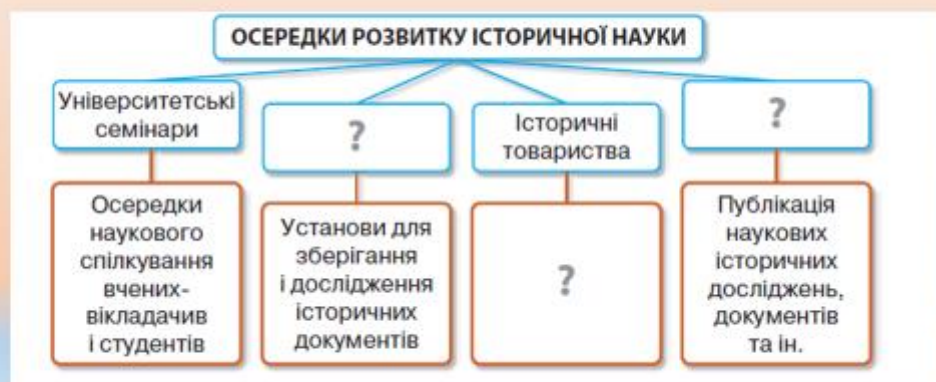 ОСЕРЕДКИ РОЗВИТКУ ІСТОРИЧНОЇ НАУКИ
Університетські
семінари
?
Історичні
товариства
?
Осередки
наукового
спілкування
вчених-
вікладачив
і студентів
Установи для
зберігання
і дослідження
історичних
документів
?
Публікація
наукових
історичних
досліджень,
документів
та ін.